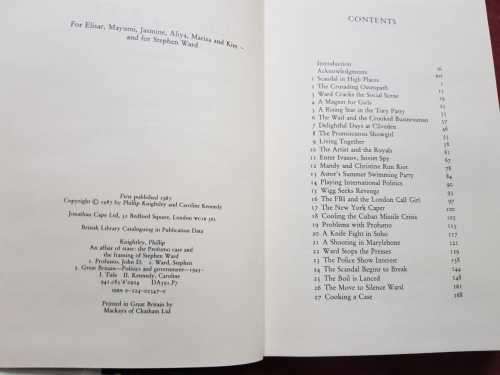 For Elisar, Mayumi, Jasmine, Aliya, Marisa and Kim –
and for Stephen Ward
First published 1987
Copyright © 1987 by Phillip Knightley and Caroline Kennedy
Jonathan Cape Ltd, 32 Bedford Square, London WC1B 3EL
British Library Cataloguing in Publication Data
Knightley, Phillip
An affair of state: the Profumo case and
the framing of Stephen Ward
1. Profumo, John D. 2. Ward, Stephen
3. Great Britain – Politics and government – 1945–
I. Title II. Kennedy, Caroline
941.085'5'0924 DA591.P7
ISBN 0-224-02347-0
Printed in Great Britain by
Mackays of Chatham Ltd
CONTENTS
Introduction
Acknowledgments
1 Scandal in High Places 1
2 The Crusading Osteopath
3 Ward Cracks the Social Scene
4 A Magnet for Girls
5 A Rising Star in the Tory Party
6 The Waif and the Crooked Businessman
7 Delightful Days at Cliveden
8 The Promiscuous Showgirl
9 Living Together
10 The Artist and the Royals
11 Enter Ivanov, Soviet Spy
12 Mandy and Christine Run Riot
13 Astor's Summer Swimming Party 84
14 Playing International Politics
15 Wigg Seeks Revenge
16 The FBI and the London Call Girl
17 The New York Caper
18 Cooling the Cuban Missile Crisis
19 Problems with Profumo
20 A Knife Fight in Soho
21 A Shooting in Marylebone 121
22 Ward Stops the Presses
23 The Police Show Interest
24 The Scandal Begins to Break 144
25 The Boil is Lanced 148
26 The Move to Silence Ward 161
27 Cooking a Case 168